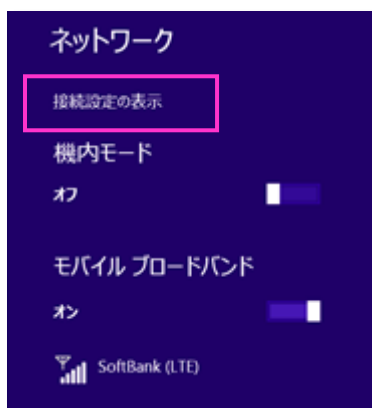 ネットワーク
接続設定の表示
機内モード
オフ
モバイル ブロードバンド
オン
SoftBank (LTE)